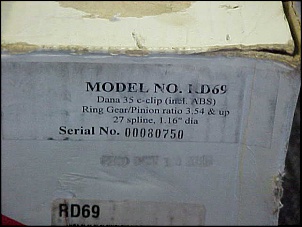 MODEL NO. RD69
Dana 35 c-clip (incl. ABS)
Ring Gear/Pinion ratio 3.54 & up
27 spline, 1.16" dia
Serial No. 00080750
RD69